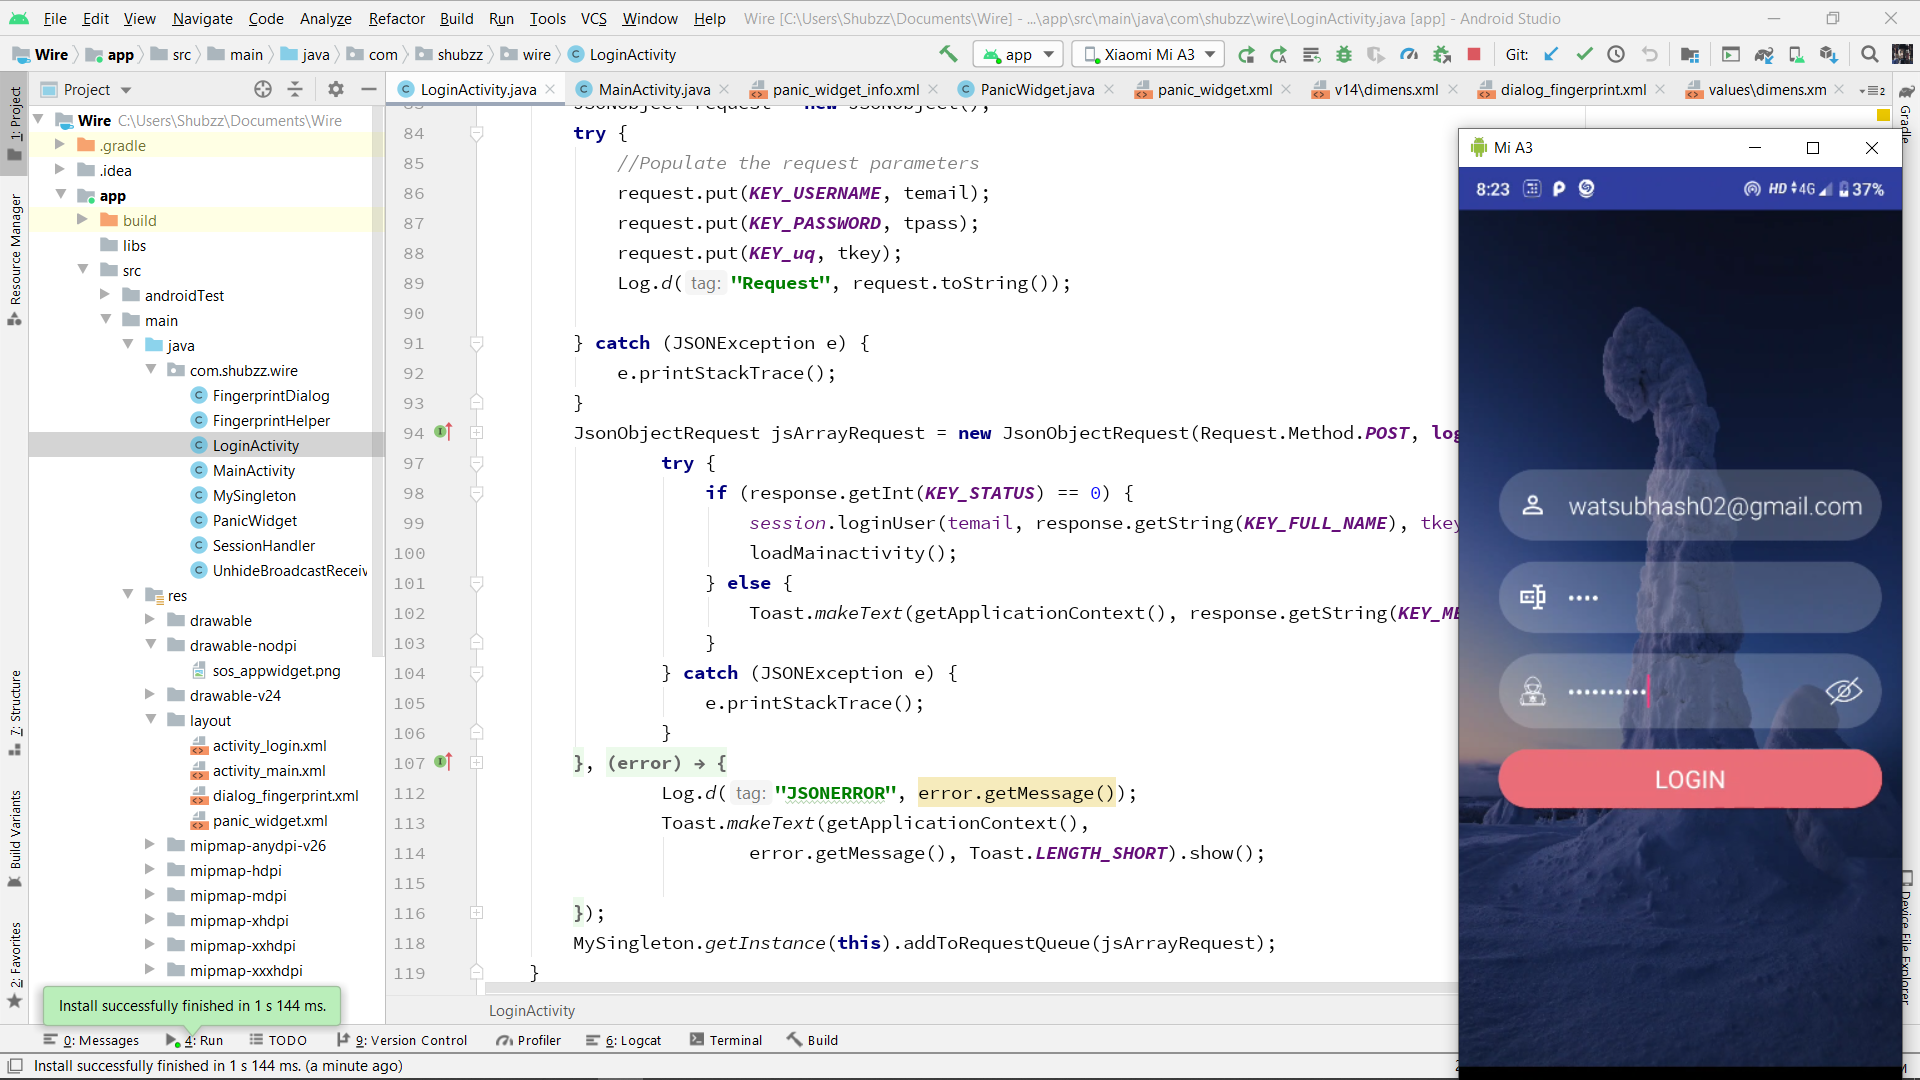 File Edit View Navigate Code Analyze Refactor Build Run Tools VCS Window Help Wire [C:\Users\Shubzz\Documents\Wire] - ...\app\src\main\java\com\shubzz\wire\LoginActivity.java [app] - Android Studio
Wire app src main java com shubzz wire LoginActivity app Xiaomi Mi A3 Git:
Project
LoginActivity.java MainActivity.java panic_widget_info.xml PanicWidget.java panic_widget.xml v14\dimens.xml dialog_fingerprint.xml values\dimens.xm 2
1: Project
Resource Manager
7: Structure
Build Variants
2: Favorites
Wire C:\Users\Shubzz\Documents\Wire
.gradle
.idea
app
build
libs
src
androidTest
main
java
com.shubzz.wire
FingerprintDialog
FingerprintHelper
LoginActivity
MainActivity
MySingleton
PanicWidget
SessionHandler
UnhideBroadcastReceiv
res
drawable
drawable-nodpi
sos_appwidget.png
drawable-v24
layout
activity_login.xml
activity_main.xml
dialog_fingerprint.xml
panic_widget.xml
mipmap-anydpi-v26
mipmap-hdpi
mipmap-mdpi
mipmap-xhdpi
mipmap-xxhdpi
mipmap-xxxhdpi
84 try {
85 //Populate the request parameters
86 request.put(KEY_USERNAME, temail);
87 request.put(KEY_PASSWORD, tpass);
88 request.put(KEY_uq, tkey);
89 Log.d( tag: "Request", request.toString());
90
91 } catch (JSONException e) {
92 e.printStackTrace();
93 }
94 JsonObjectRequest jsArrayRequest = new JsonObjectRequest(Request.Method.POST, log
97 try {
98 if (response.getInt(KEY_STATUS) == 0) {
99 session.loginUser(temail, response.getString(KEY_FULL_NAME), tkey
100 loadMainactivity();
101 } else {
102 Toast.makeText(getApplicationContext(), response.getString(KEY_ME
103 }
104 } catch (JSONException e) {
105 e.printStackTrace();
106 }
107 }, (error) → {
112 Log.d( tag: "JSONERROR", error.getMessage());
113 Toast.makeText(getApplicationContext(),
114 error.getMessage(), Toast.LENGTH_SHORT).show();
115
116 });
118 MySingleton.getInstance(this).addToRequestQueue(jsArrayRequest);
119 }
LoginActivity
Mi A3
8:23 HD 4G 37%
watsubhash02@gmail.com
••••
••••••••••
LOGIN
Gradle
Device File Explorer
Install successfully finished in 1 s 144 ms.
0: Messages 4: Run TODO 9: Version Control Profiler 6: Logcat Terminal Build
Install successfully finished in 1 s 144 ms. (a minute ago)